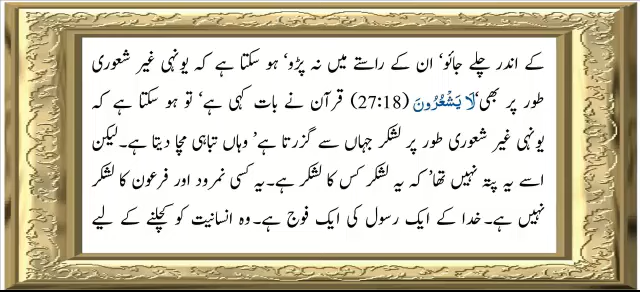 کے اندر چلے جائو’ ان کے راستے میں نہ پڑو‘ ہو سکتا ہے کہ یونہی غیر شعوری
طور پر بھی‘لَا یَشْعُرُونَ (27:18) قرآن نے بات کہی ہے‘ تو ہو سکتا ہے کہ
یونہی غیر شعوری طور پر لشکر جہاں سے گزرتا ہے’ وہاں تباہی مچا دیتا ہے۔لیکن
اسے یہ پتہ نہیں تھا’ کہ یہ لشکر کس کا لشکر ہے۔یہ کسی نمرود اور فرعون کا لشکر
نہیں ہے۔خدا کے ایک رسول کی ایک فوج ہے۔وہ انسانیت کو کچلنے کے لیے